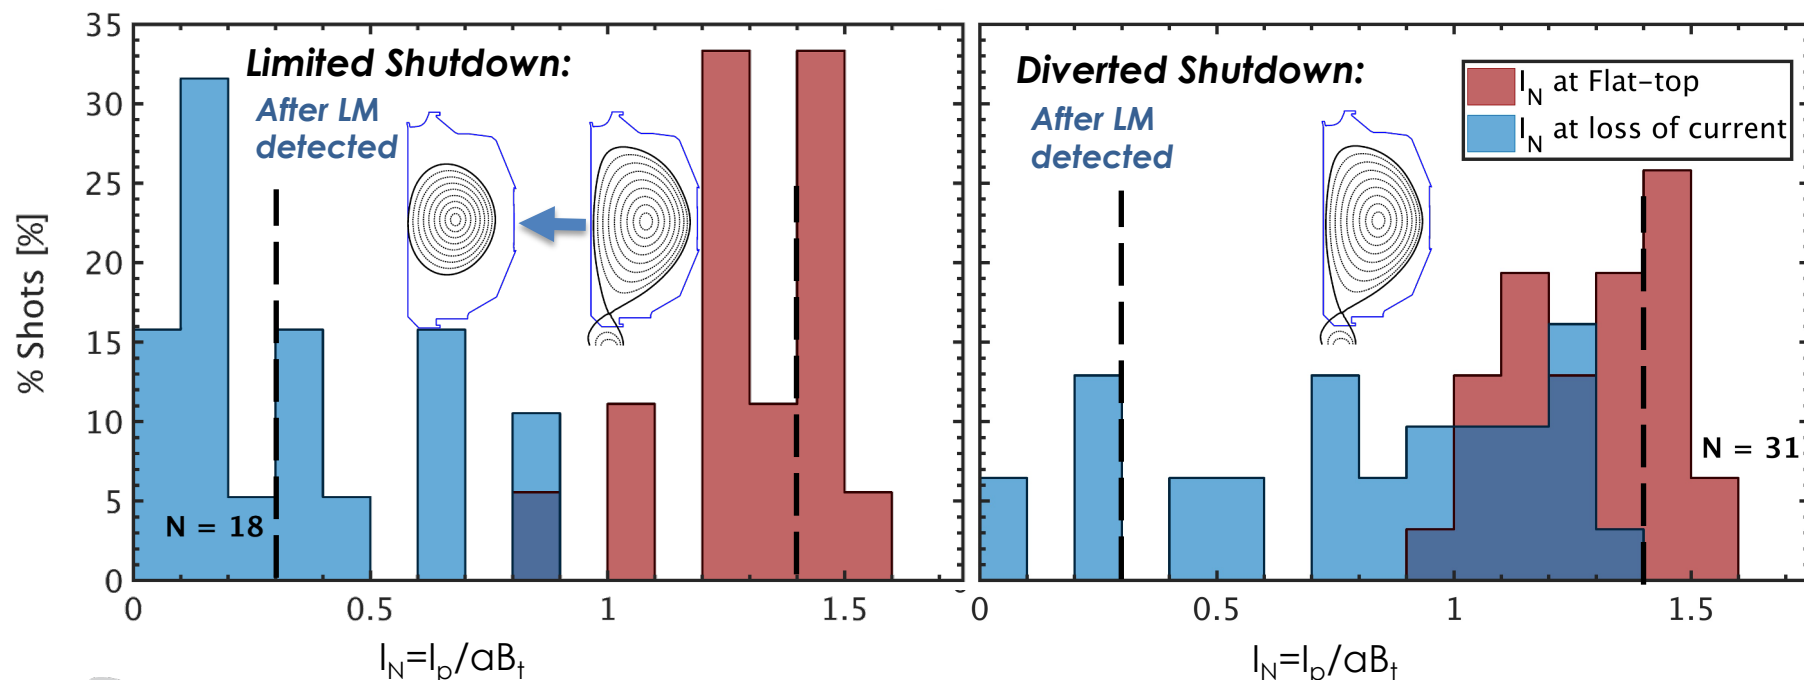 35
30
25
20
15
10
5
0
% Shots [%]
Limited Shutdown:
After LM
detected
N = 18
0
0.5
1
1.5
I_N=I_p/aB_t
Diverted Shutdown:
After LM
detected
I_N at Flat-top
I_N at loss of current
N = 31
0
0.5
1
1.5
I_N=I_p/aB_t